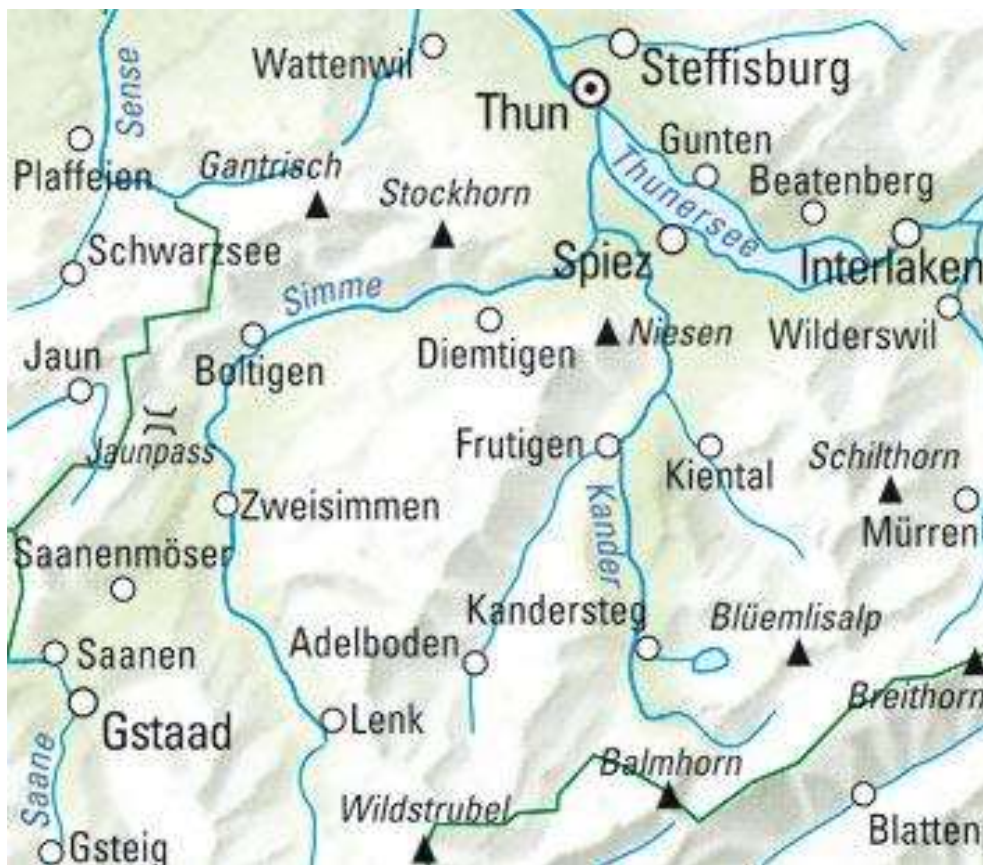 Sense
Wattenwil
Steffisburg
Thun
Plaffeien
Gantrisch
Gunten
Stockhorn
Thunersee
Beatenberg
Schwarzsee
Simme
Spiez
Interlaken
Jaun
Boltigen
Diemtigen
Niesen
Wilderswil
Jaunpass
Frutigen
Kiental
Schilthorn
Zweisimmen
Kander
Mürren
Saanenmöser
Kandersteg
Blüemlisalp
Saanen
Adelboden
Breithorn
Gstaad
Lenk
Saane
Balmhorn
Wildstrubel
Gsteig
Blatten